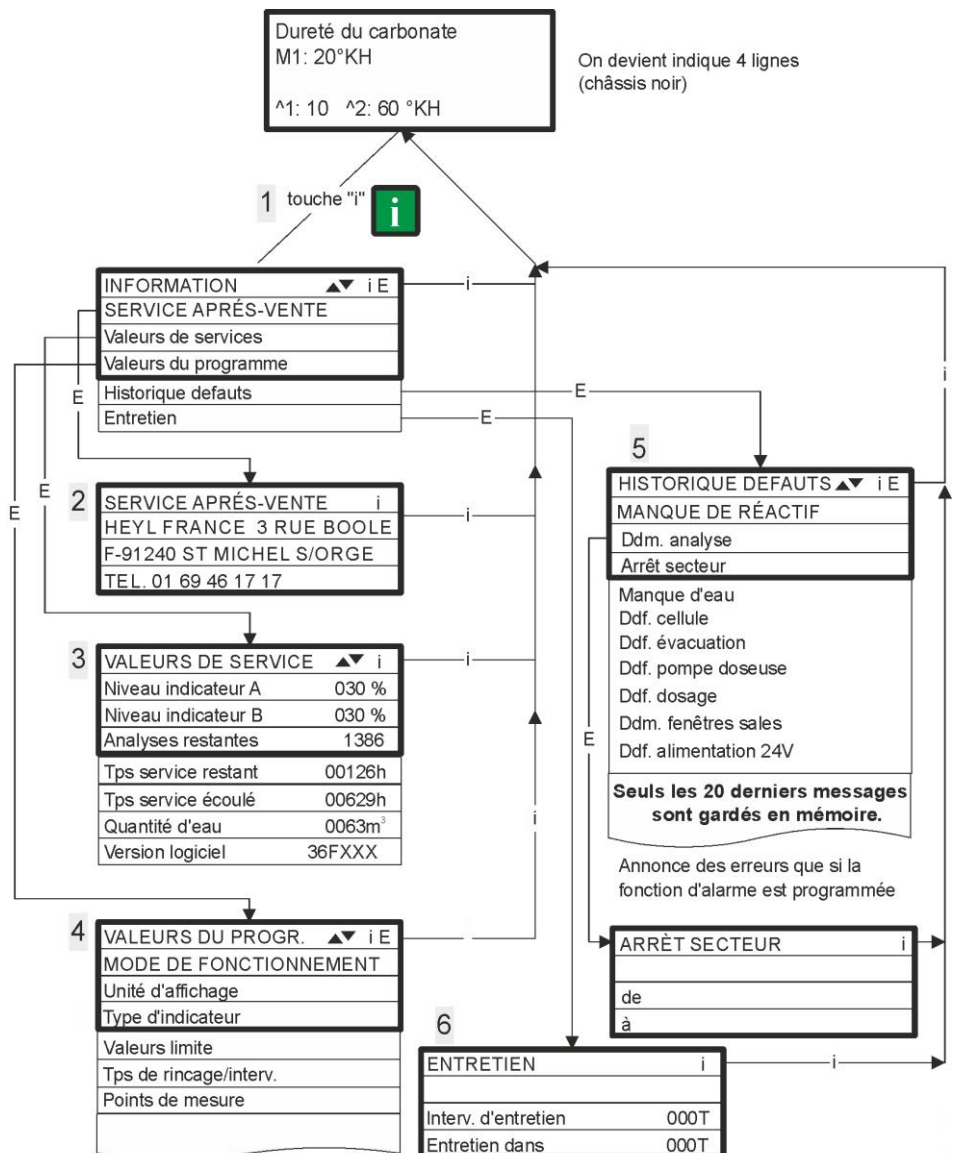 Dureté du carbonate
M1: 20°KH
^1: 10 ^2: 60 °KH
On devient indique 4 lignes
(châssis noir)
1 touche "i" i
INFORMATION ▲▼ i E
SERVICE APRÉS-VENTE
Valeurs de services
Valeurs du programme
Historique defauts
Entretien
i
E
E
E
E
E
i
2
SERVICE APRÉS-VENTE i
HEYL FRANCE 3 RUE BOOLE
F-91240 ST MICHEL S/ORGE
TEL. 01 69 46 17 17
i
3
VALEURS DE SERVICE ▲▼ i
Niveau indicateur A 030 %
Niveau indicateur B 030 %
Analyses restantes 1386
Tps service restant 00126h
Tps service écoulé 00629h
Quantité d'eau 0063m³
Version logiciel 36FXXX
i
i
4
VALEURS DU PROGR. ▲▼ i E
MODE DE FONCTIONNEMENT
Unité d'affichage
Type d'indicateur
Valeurs limite
Tps de rincage/interv.
Points de mesure
5
HISTORIQUE DEFAUTS ▲▼ i E
MANQUE DE RÉACTIF
Ddm. analyse
Arrêt secteur
Manque d'eau
Ddf. cellule
Ddf. évacuation
Ddf. pompe doseuse
Ddf. dosage
Ddm. fenêtres sales
Ddf. alimentation 24V
Seuls les 20 derniers messages
sont gardés en mémoire.
E
Annonce des erreurs que si la
fonction d'alarme est programmée
ARRÈT SECTEUR i
de
à
6
ENTRETIEN i
Interv. d'entretien 000T
Entretien dans 000T
i